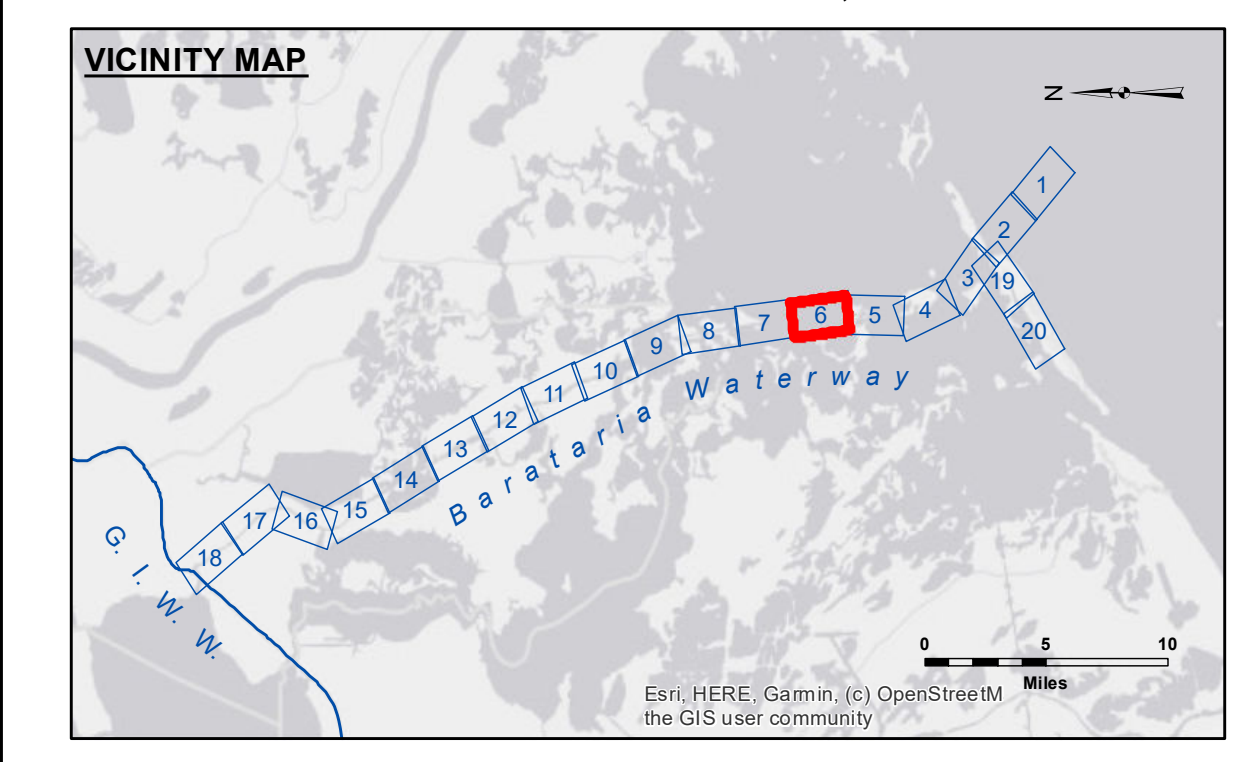 VICINITY MAP
N
1
2
3
19
4
5
6
7
20
8
9
10
11
12
13
14
15
16
17
18
Barataria Waterway
G. I. W. W.
0 5 10
Miles
Esri, HERE, Garmin, (c) OpenStreetM
the GIS user community